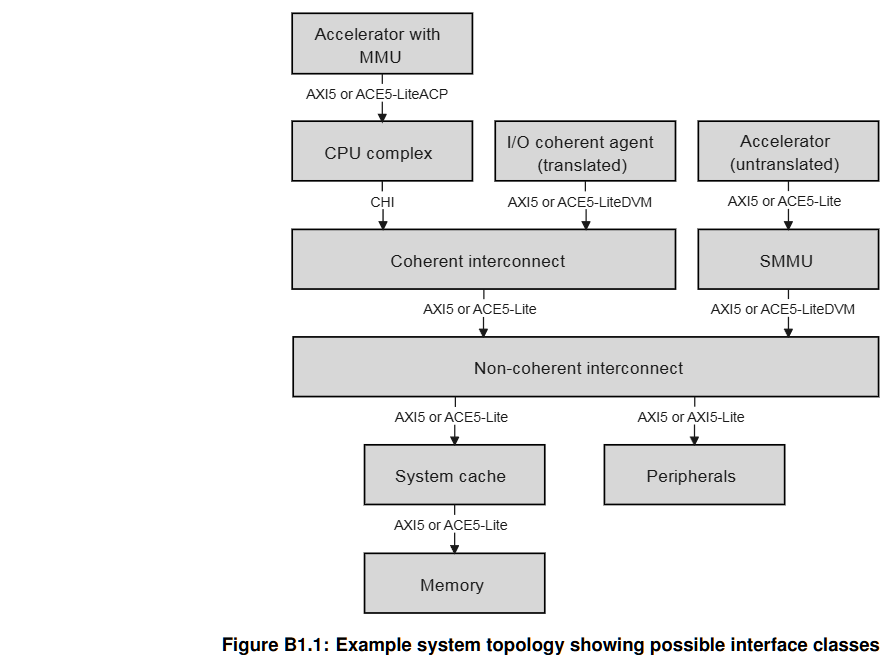 Accelerator with
MMU
AXI5 or ACE5-LiteACP
CPU complex
I/O coherent agent
(translated)
Accelerator
(untranslated)
CHI
AXI5 or ACE5-LiteDVM
AXI5 or ACE5-Lite
Coherent interconnect
SMMU
AXI5 or ACE5-Lite
AXI5 or ACE5-LiteDVM
Non-coherent interconnect
AXI5 or ACE5-Lite
AXI5 or AXI5-Lite
System cache
Peripherals
AXI5 or ACE5-Lite
Memory
Figure B1.1: Example system topology showing possible interface classes